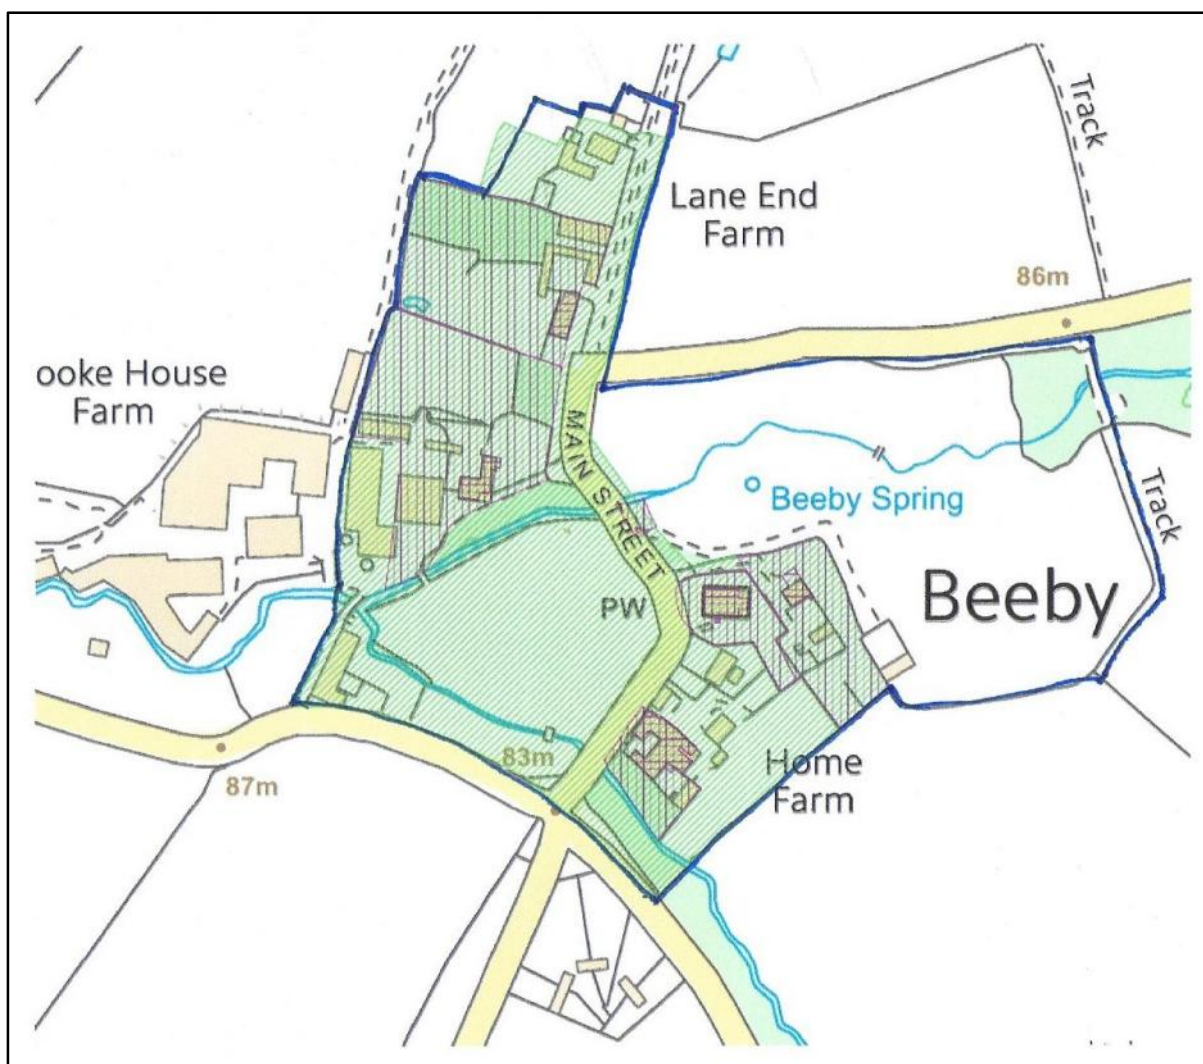 Track
Lane End
Farm
86m
ooke House
Farm
MAIN STREET
Beeby Spring
Track
Beeby
PW
83m
Home
Farm
87m